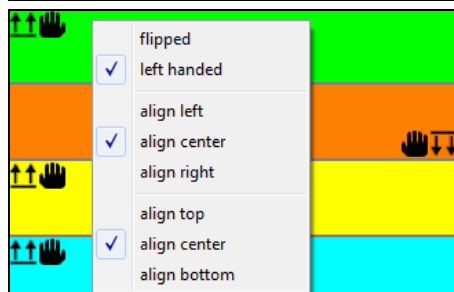 flipped
left handed
align left
align center
align right
align top
align center
align bottom